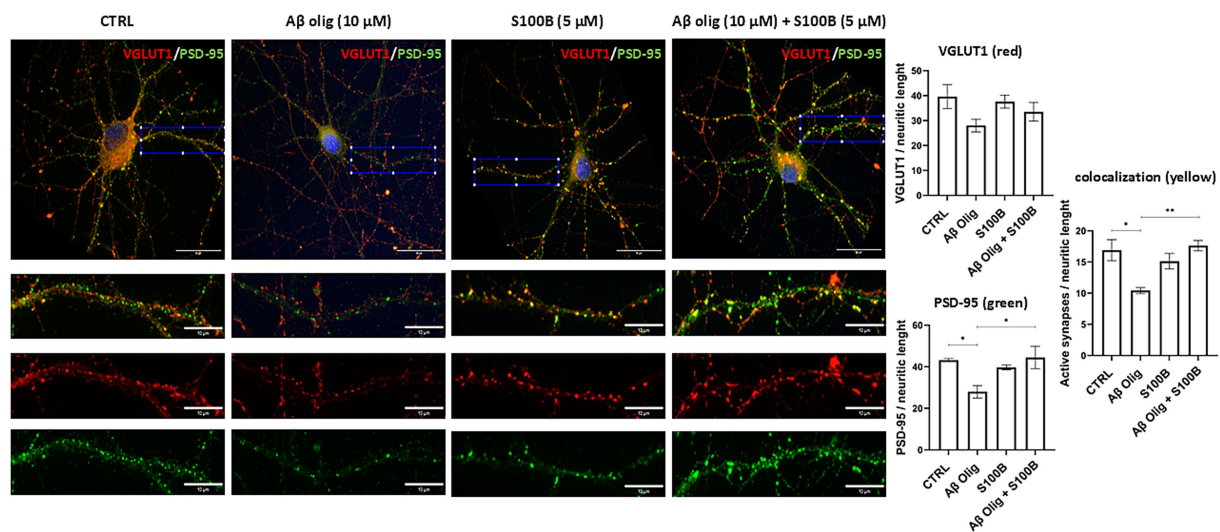 CTRL
Aβ olig (10 µM)
S100B (5 µM)
Aβ olig (10 µM) + S100B (5 µM)
VGLUT1/PSD-95
VGLUT1/PSD-95
VGLUT1/PSD-95
VGLUT1/PSD-95
10 µm
10 µm
10 µm
10 µm
10 µm
10 µm
10 µm
10 µm
10 µm
10 µm
10 µm
10 µm
VGLUT1 (red)
VGLUT1 / neuritic lenght
50
40
30
20
10
0
CTRL
Aβ Olig
S100B
Aβ Olig + S100B
PSD-95 (green)
PSD-95 / neuritic lenght
60
40
20
0
*
*
CTRL
Aβ Olig
S100B
Aβ Olig + S100B
colocalization (yellow)
Active synapses / neuritic lenght
20
15
10
5
0
*
**
CTRL
Aβ Olig
S100B
Aβ Olig + S100B